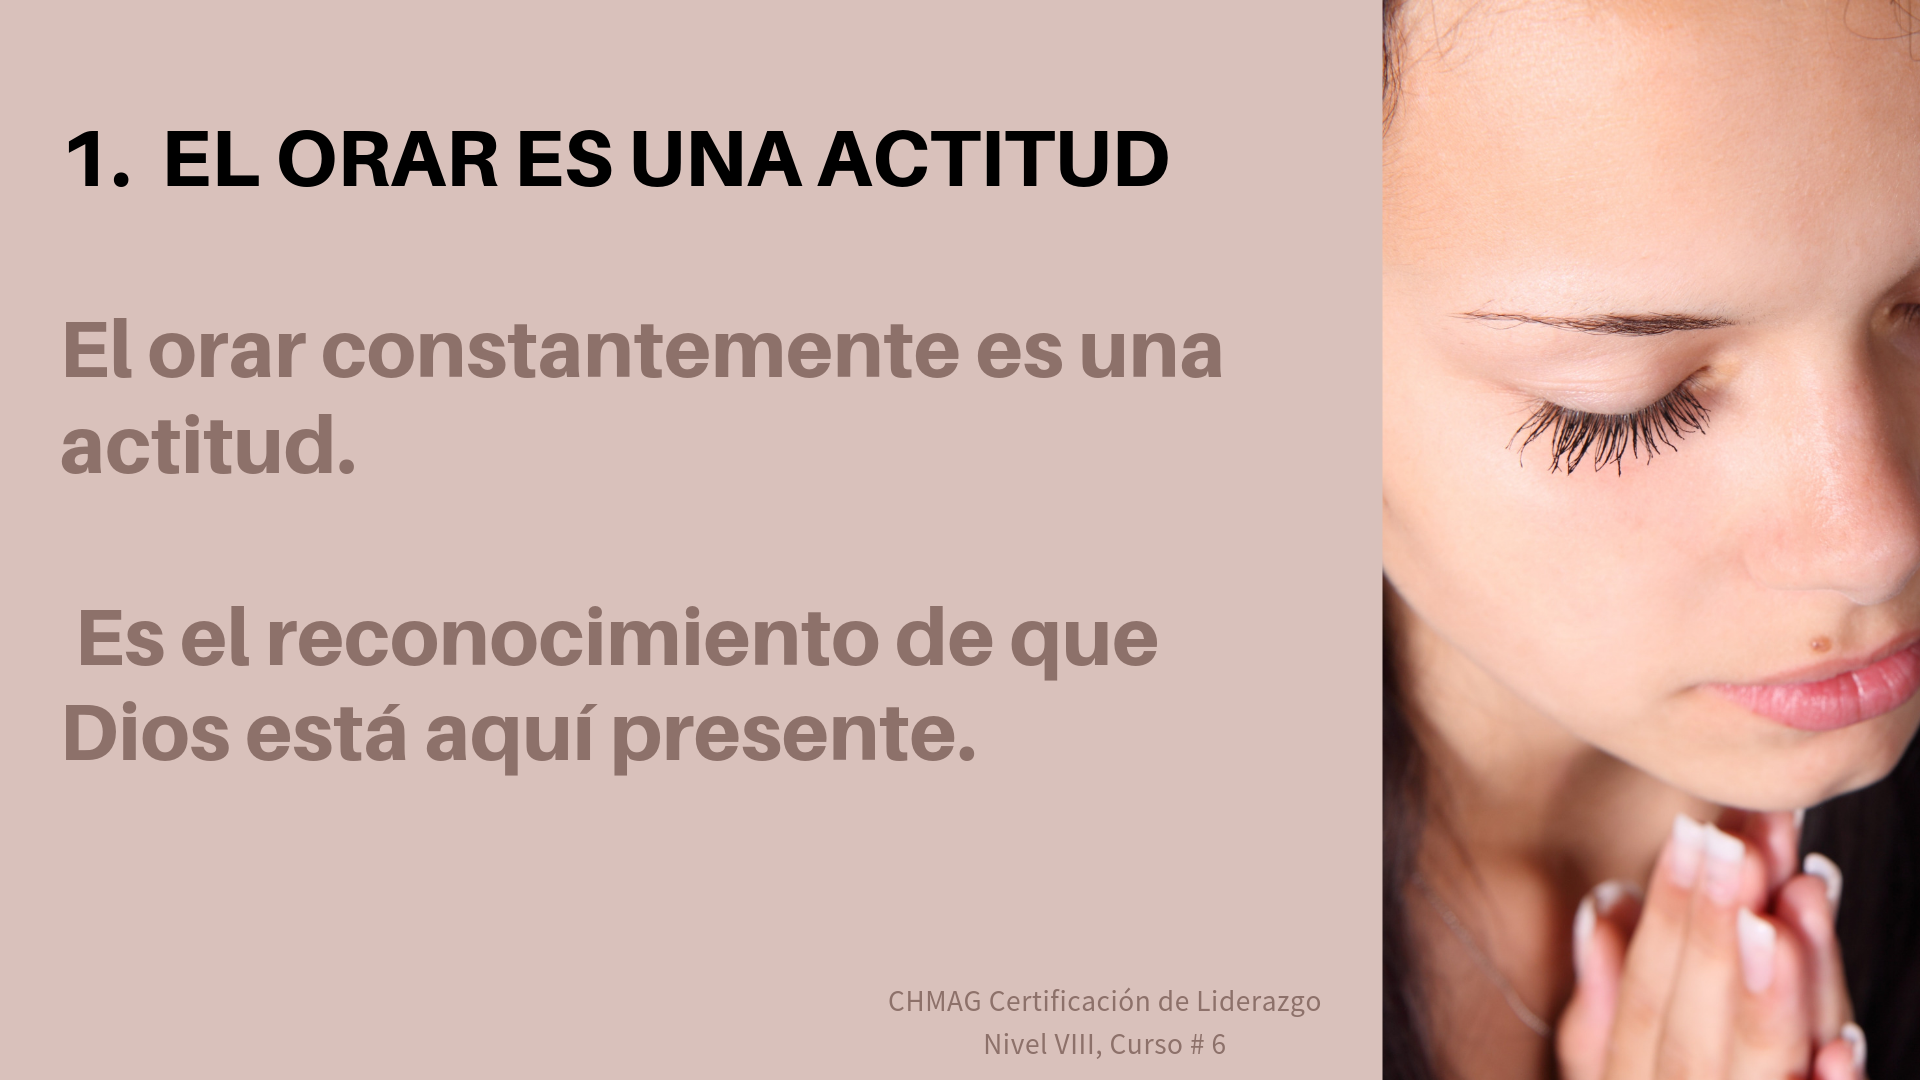 1. EL ORAR ES UNA ACTITUD
El orar constantemente es una
actitud.
Es el reconocimiento de que
Dios está aquí presente.
CHMAG Certificación de Liderazgo
Nivel VIII, Curso # 6